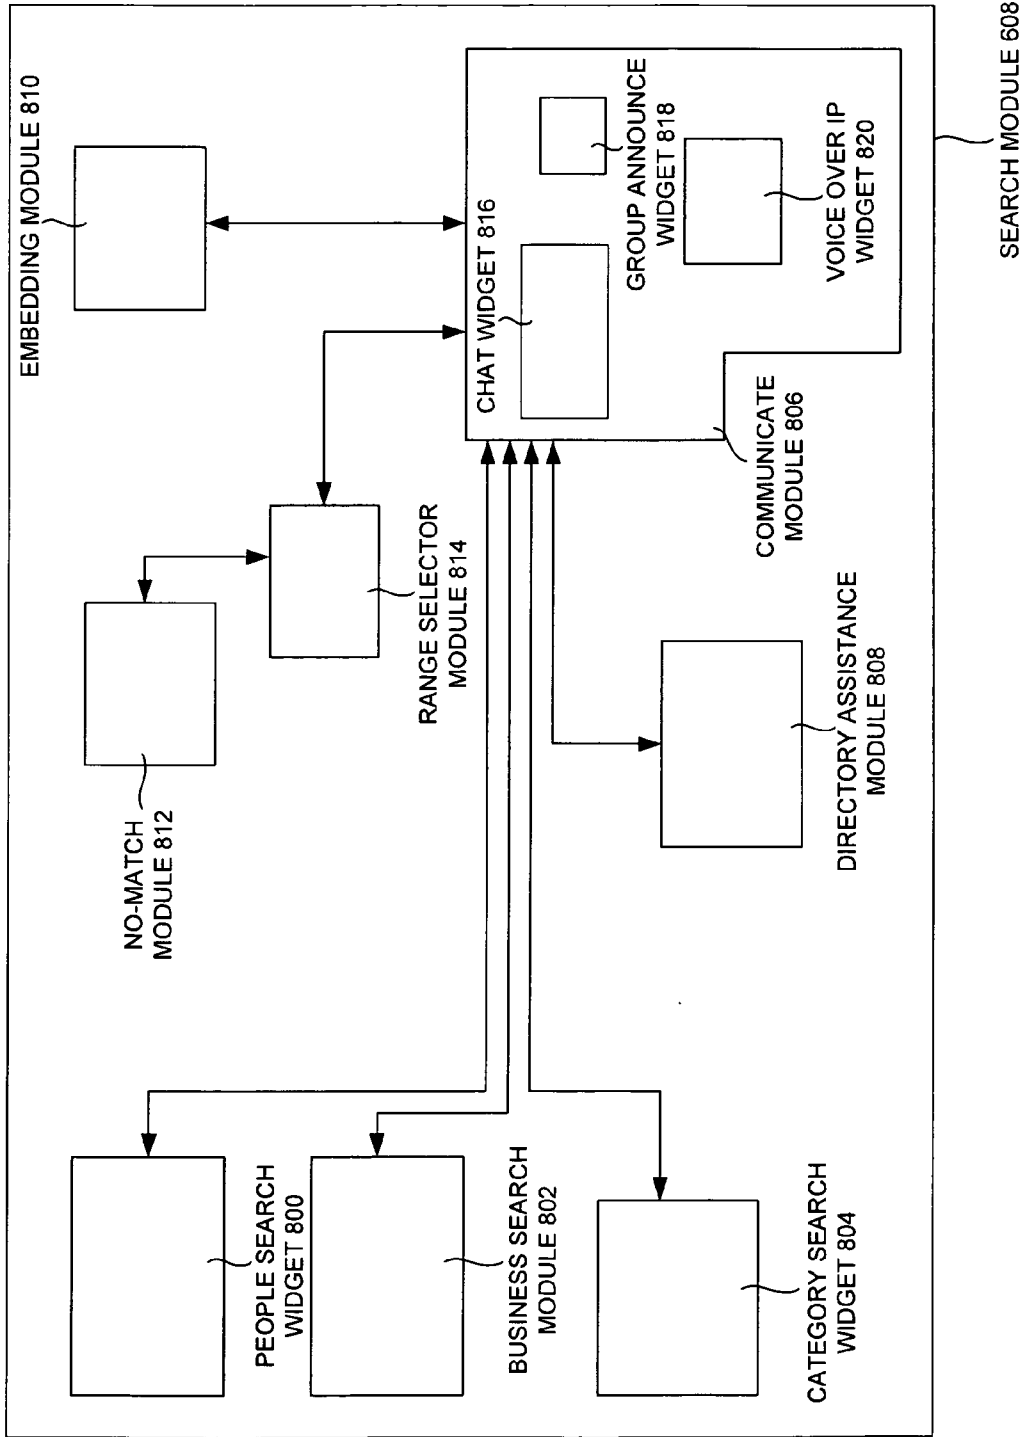 PEOPLE SEARCH
WIDGET 800
BUSINESS SEARCH
MODULE 802
CATEGORY SEARCH
WIDGET 804
NO-MATCH
MODULE 812
RANGE SELECTOR
MODULE 814
DIRECTORY ASSISTANCE
MODULE 808
EMBEDDING MODULE 810
CHAT WIDGET 816
GROUP ANNOUNCE
WIDGET 818
VOICE OVER IP
WIDGET 820
COMMUNICATE
MODULE 806
SEARCH MODULE 608